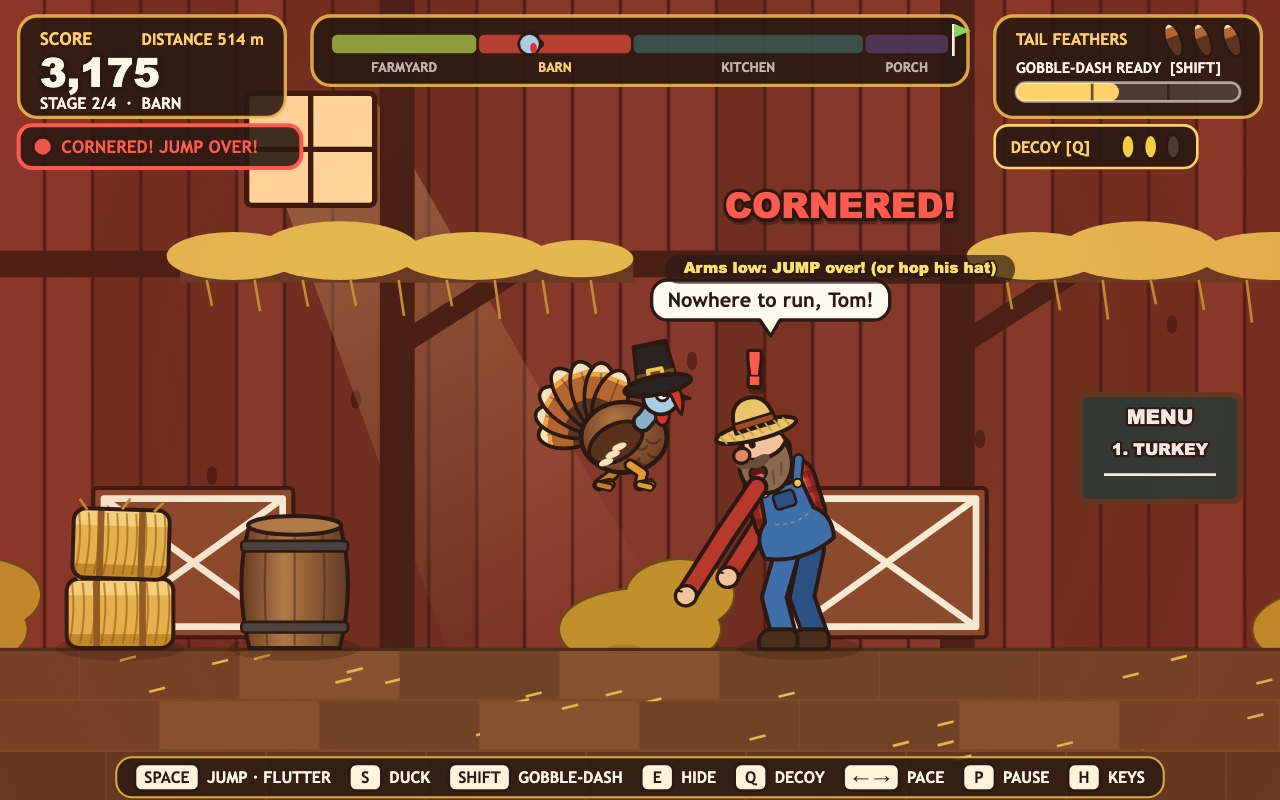 SCORE DISTANCE 514 m
3,175
STAGE 2/4 · BARN
CORNERED! JUMP OVER!
FARMYARD BARN KITCHEN PORCH
TAIL FEATHERS
GOBBLE-DASH READY [SHIFT]
DECOY [Q]
CORNERED!
Arms low: JUMP over! (or hop his hat)
Nowhere to run, Tom!
!
MENU
1. TURKEY
SPACE JUMP · FLUTTER S DUCK SHIFT GOBBLE-DASH E HIDE Q DECOY ←→ PACE P PAUSE H KEYS